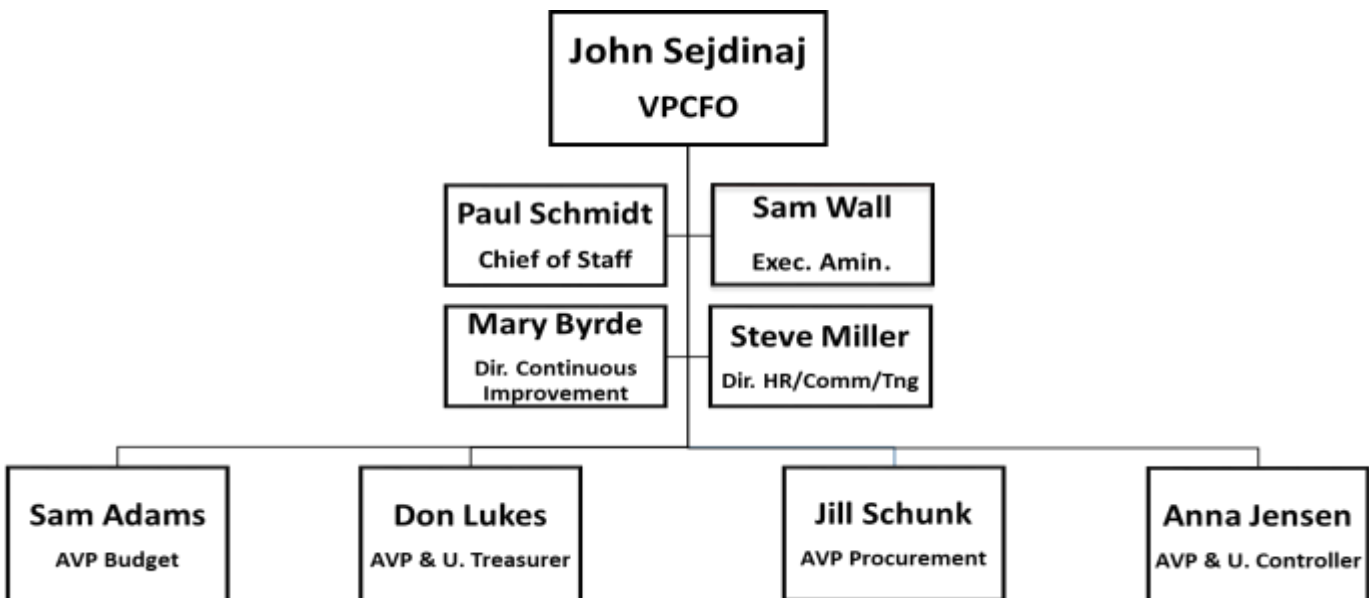 John Sejdinaj
VPCFO
Paul Schmidt
Chief of Staff
Sam Wall
Exec. Amin.
Mary Byrde
Dir. Continuous
Improvement
Steve Miller
Dir. HR/Comm/Tng
Sam Adams
AVP Budget
Don Lukes
AVP & U. Treasurer
Jill Schunk
AVP Procurement
Anna Jensen
AVP & U. Controller